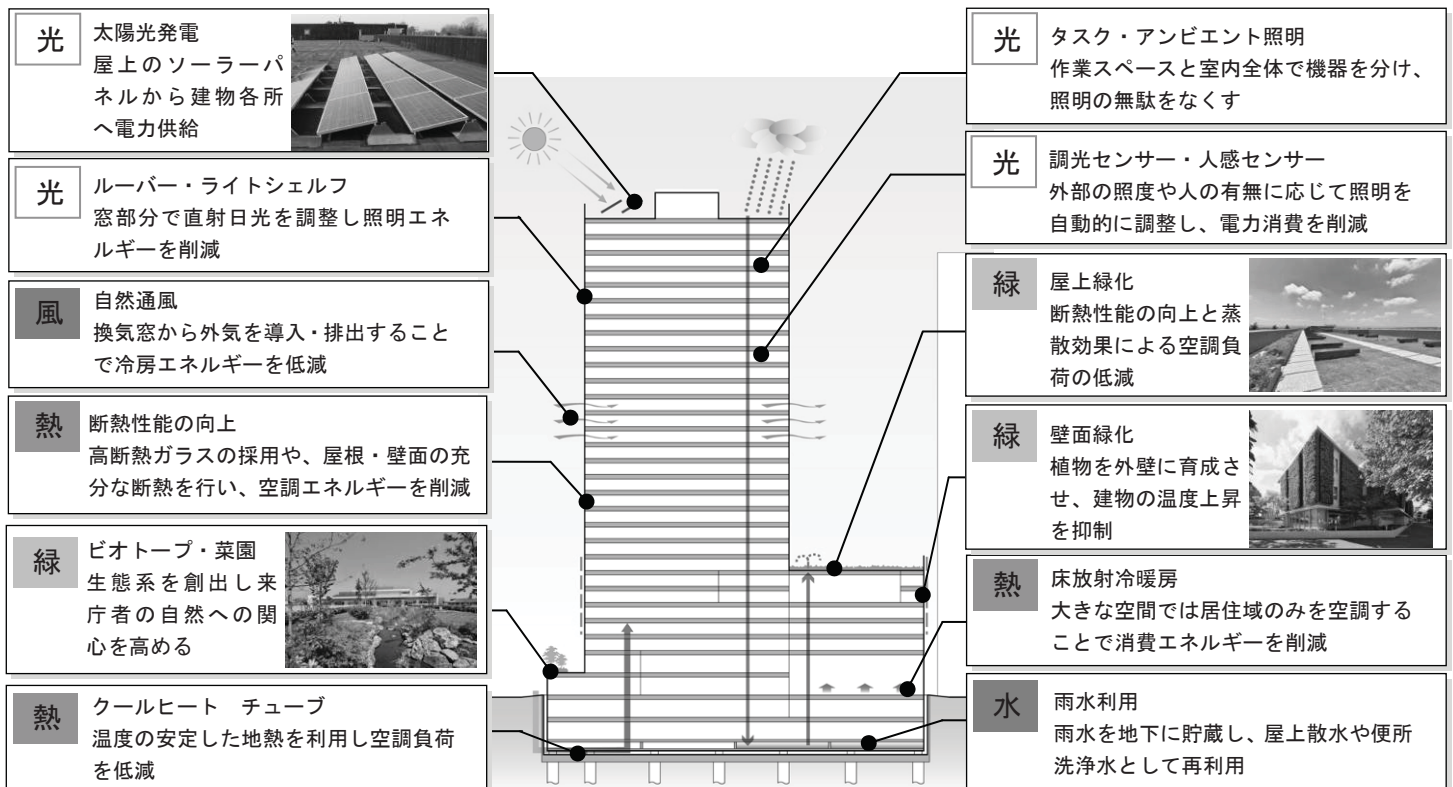 光
太陽光発電
屋上のソーラーパ
ネルから建物各所
へ電力供給
光
ルーバー・ライトシェルフ
窓部分で直射日光を調整し照明エネ
ルギーを削減
風
自然通風
換気窓から外気を導入・排出すること
で冷房エネルギーを低減
熱
断熱性能の向上
高断熱ガラスの採用や、屋根・壁面の充
分な断熱を行い、空調エネルギーを削減
緑
ビオトープ・菜園
生態系を創出し来
庁者の自然への関
心を高める
熱
クールヒート　チューブ
温度の安定した地熱を利用し空調負荷
を低減
光
タスク・アンビエント照明
作業スペースと室内全体で機器を分け、
照明の無駄をなくす
光
調光センサー・人感センサー
外部の照度や人の有無に応じて照明を
自動的に調整し、電力消費を削減
緑
屋上緑化
断熱性能の向上と蒸
散効果による空調負
荷の低減
緑
壁面緑化
植物を外壁に育成さ
せ、建物の温度上昇
を抑制
熱
床放射冷暖房
大きな空間では居住域のみを空調する
ことで消費エネルギーを削減
水
雨水利用
雨水を地下に貯蔵し、屋上散水や便所
洗浄水として再利用